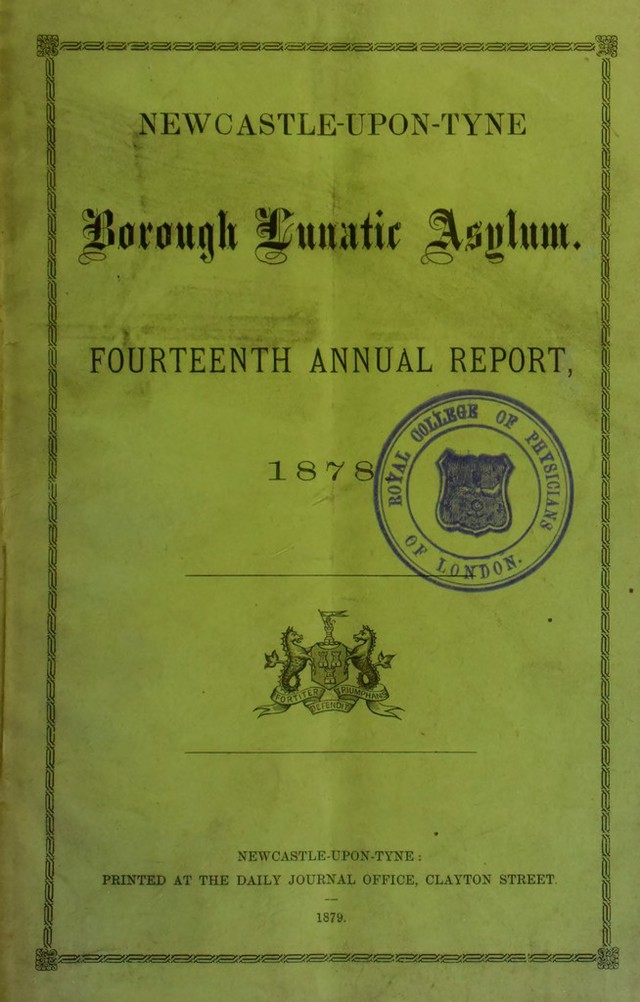 NEWCASTLE-UPON-TYNE
Borough Lunatic Asylum.
FOURTEENTH ANNUAL REPORT,
1878
ROYAL COLLEGE OF PHYSICIANS
OF LONDON.
FORTITER TRIUMPHANS
DEFENDIT
NEWCASTLE-UPON-TYNE :
PRINTED AT THE DAILY JOURNAL OFFICE, CLAYTON STREET.
1879.